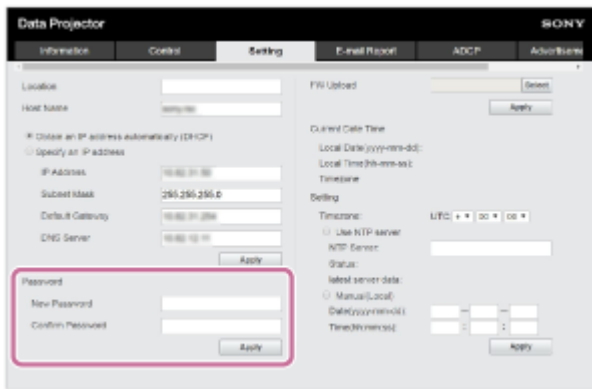 Data Projector
SONY
Information
Control
Setting
E-mail Report
ADCP
Advertiseme
Location
Host Name
Obtain an IP address automatically (DHCP)
Specify an IP address
IP Address
Subnet Mask
255.255.255.0
Default Gateway
DNS Server
Apply
Password
New Password
Confirm Password
Apply
FW Upload
Select
Apply
Current Date Time
Local Date(yyyy-mm-dd):
Local Time(hh-mm-ss):
Timezone
Setting
Timezone:
UTC + 00 00
Use NTP server
NTP Server:
Status:
latest server data:
Manual(Local)
Date(yyyy-mm-dd):
Time(hh:mm:ss):
Apply